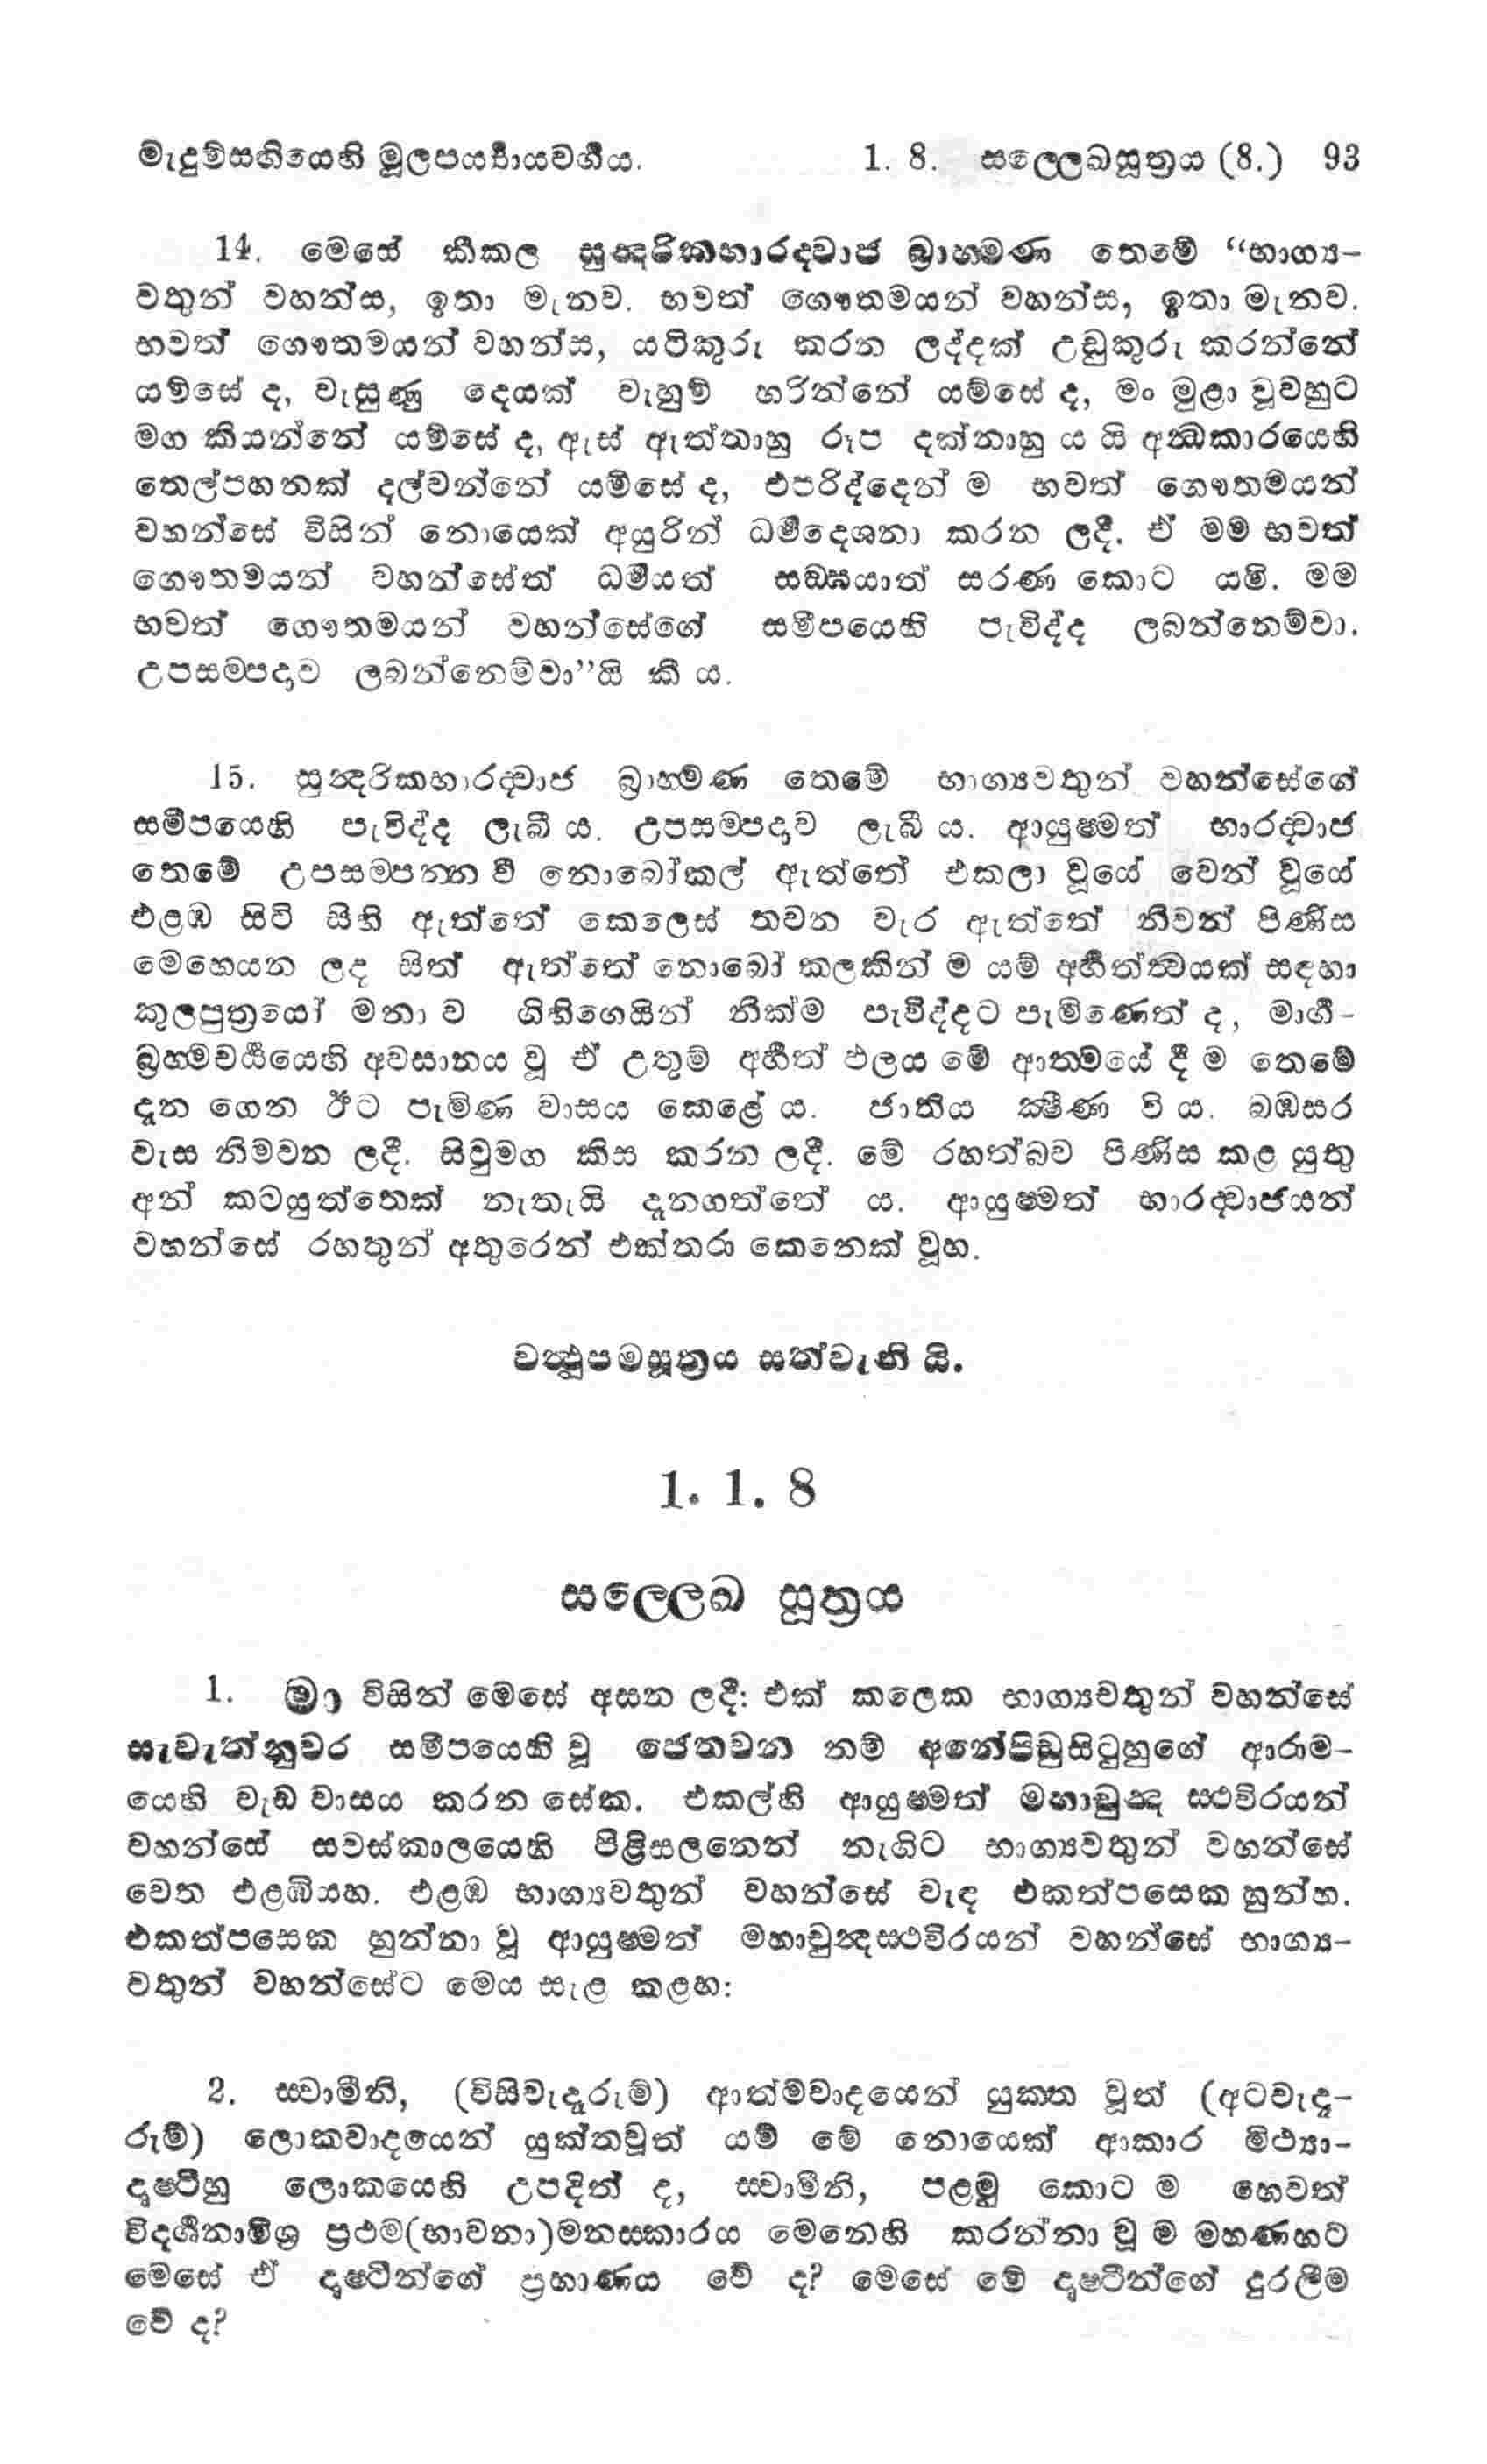 මැදුම්සඟියෙහි මූලපර්‍ය්‍යායවර්‍ගය. 1. 8. සල්ලෙඛසූත්‍රය (8.) 93
14. මෙසේ කීකල සුන්‍දරිකභාරද්‍වාජ බ්‍රාහ්මණ තෙමේ “භාග්‍ය-
වතුන් වහන්ස, ඉතා මැනව. භවත් ගෞතමයන් වහන්ස, ඉතා මැනව.
භවත් ගෞතමයන් වහන්ස, යටිකුරු කරන ලද්දක් උඩුකුරු කරන්නේ
යම්සේ ද, වැසුණු දෙයක් වැහුම් හරින්නේ යම්සේ ද, මං මුළා වූවහුට
මග කියන්නේ යම්සේ ද, ඇස් ඇත්තාහු රූප දක්නාහු ය යි අන්‍ධකාරයෙහි
තෙල්පහනක් දල්වන්නේ යම්සේ ද, එපරිද්දෙන් ම භවත් ගෞතමයන්
වහන්සේ විසින් නොයෙක් අයුරින් ධර්‍මදෙශනා කරන ලදී. ඒ මම භවත්
ගෞතමයන් වහන්සේත් ධර්‍මයත් සඞ්ඝයාත් සරණ කොට යමි. මම
භවත් ගෞතමයන් වහන්සේගේ සමීපයෙහි පැවිද්ද ලබන්නෙම්වා.
උපසම්පදාව ලබන්නෙම්වා”යි කී ය.
15. සුන්‍දරිකභාරද්‍වාජ බ්‍රාහ්මණ තෙමේ භාග්‍යවතුන් වහන්සේගේ
සමීපයෙහි පැවිද්ද ලැබී ය. උපසම්පදාව ලැබී ය. ආයුෂ්මත් භාරද්‍වාජ
තෙමේ උපසම්පන්න වී නොබෝකල් ඇත්තේ එකලා වූයේ වෙන් වූයේ
එළඹ සිටි සිහි ඇත්තේ කෙලෙස් තවන වැර ඇත්තේ නිවන් පිණිස
මෙහෙයන ලද සිත් ඇත්තේ නොබෝ කලකින් ම යම් අර්‍හත්ත්‍වයක් සඳහා
කුලපුත්‍රයෝ මනා ව ගිහිගෙයින් නික්ම පැවිද්දට පැමිණෙත් ද, මාර්‍ග-
බ්‍රහ්මචර්‍ය්‍යයෙහි අවසානය වූ ඒ උතුම් අර්‍හත් ඵලය මේ ආත්මයේ දී ම තෙමේ
දැන ගෙන ඊට පැමිණ වාසය කෙළේ ය. ජාතිය ක්‍ෂීණ වි ය. බඹසර
වැස නිමවන ලදී. සිවුමග කිස කරන ලදී. මේ රහත්බව පිණිස කළ යුතු
අන් කටයුත්තෙක් නැතැයි දැනගත්තේ ය. ආයුෂ්මත් භාරද්‍වාජයන්
වහන්සේ රහතුන් අතුරෙන් එක්තරා කෙනෙක් වූහ.
වත්‍ථූපමසූත්‍රය සත්වැනි යි.
1. 1. 8
සල්ලෙඛ සූත්‍රය
1. මා විසින් මෙසේ අසන ලදී: එක් කලෙක භාග්‍යවතුන් වහන්සේ
සැවැත්නුවර සමීපයෙහි වූ ජෙතවන නම් අනේපිඬුසිටුහුගේ ආරාම-
යෙහි වැඩ වාසය කරන සේක. එකල්හි ආයුෂ්මත් මහාචුන්‍ද ස්ථවිරයන්
වහන්සේ සවස්කාලයෙහි පිළිසලනෙන් නැගිට භාග්‍යවතුන් වහන්සේ
වෙත එළඹියහ. එළඹ භාග්‍යවතුන් වහන්සේ වැඳ එකත්පසෙක හුන්හ.
එකත්පසෙක හුන්නා වූ ආයුෂ්මත් මහාචුන්‍දස්ථවිරයන් වහන්සේ භාග්‍ය-
වතුන් වහන්සේට මෙය සැළ කළහ:
2. ස්වාමීනි, (විසිවැදෑරුම්) ආත්මවාදයෙන් යුක්ත වූත් (අටවැදෑ-
රුම්) ලොකවාදයෙන් යුක්තවූත් යම් මේ නොයෙක් ආකාර මිථ්‍යා-
දෘෂ්ටීහු ලොකයෙහි උපදිත් ද, ස්වාමීනි, පළමු කොට ම හෙවත්
විදර්‍ශනාමිශ්‍ර ප්‍රථම(භාවනා)මනසකාරය මෙනෙහි කරන්නා වූ ම මහණහට
මෙසේ ඒ දෘෂ්ටීන්ගේ ප්‍රහාණය වේ ද? මෙසේ මේ දෘෂ්ටීන්ගේ දුරලීම
වේ ද?